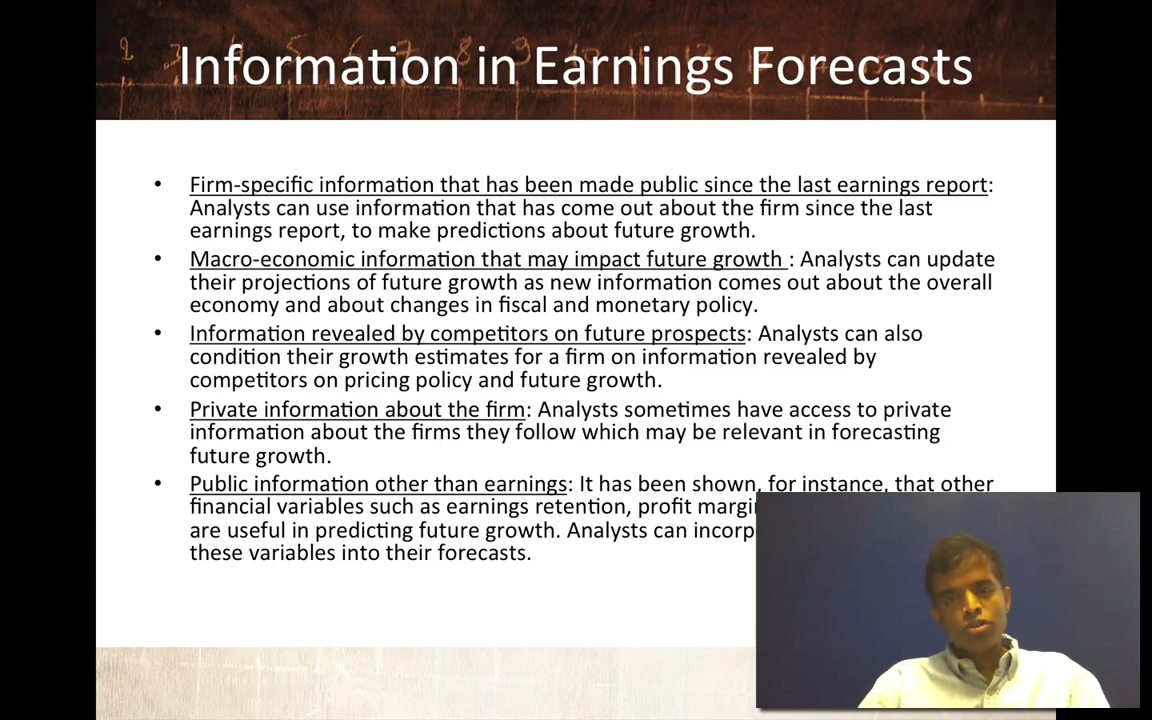 Information in Earnings Forecasts
• Firm-specific information that has been made public since the last earnings report:
Analysts can use information that has come out about the firm since the last
earnings report, to make predictions about future growth.
• Macro-economic information that may impact future growth : Analysts can update
their projections of future growth as new information comes out about the overall
economy and about changes in fiscal and monetary policy.
• Information revealed by competitors on future prospects: Analysts can also
condition their growth estimates for a firm on information revealed by
competitors on pricing policy and future growth.
• Private information about the firm: Analysts sometimes have access to private
information about the firms they follow which may be relevant in forecasting
future growth.
• Public information other than earnings: It has been shown, for instance, that other
financial variables such as earnings retention, profit
are useful in predicting future growth. Analysts can
these variables into their forecasts.